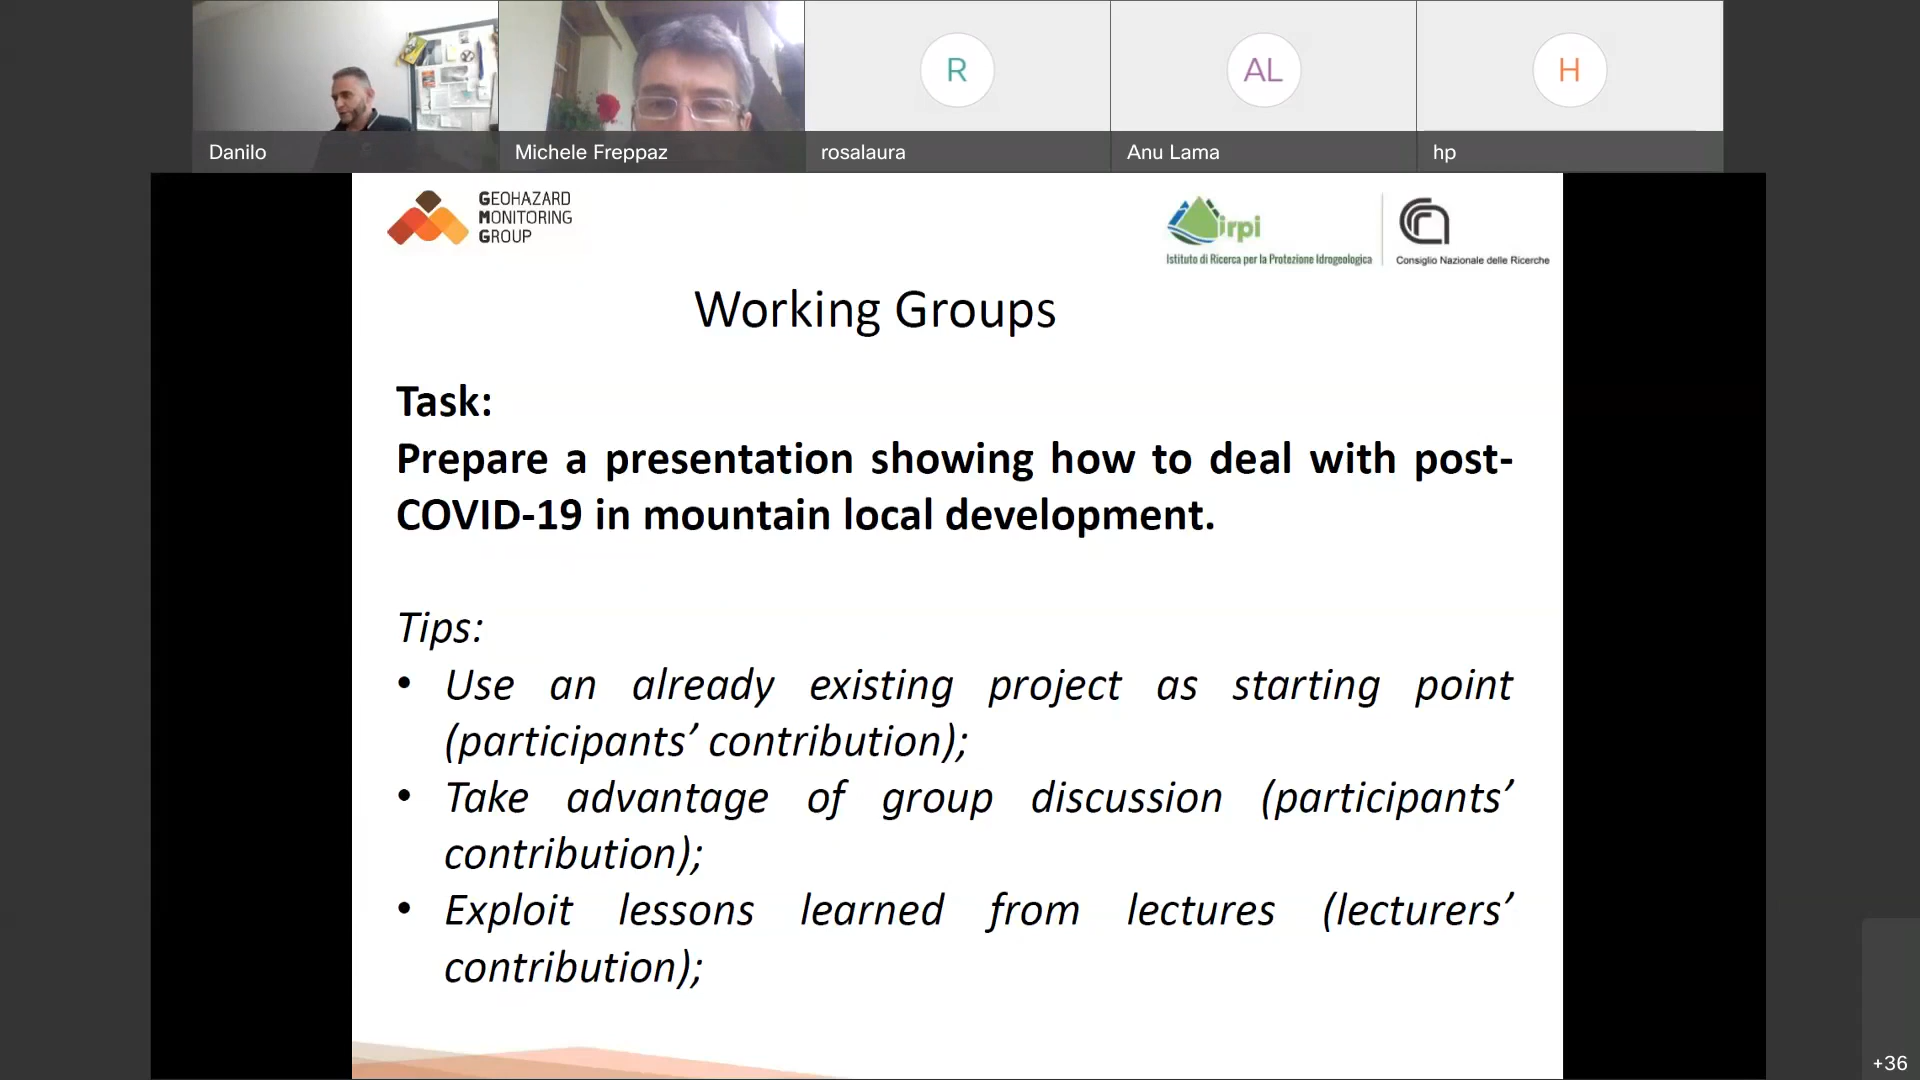 R
AL
H
Danilo
Michele Freppaz
rosalaura
Anu Lama
hp
GEOHAZARD
MONITORING
GROUP
irpi
Istituto di Ricerca per la Protezione Idrogeologica
Consiglio Nazionale delle Ricerche
Working Groups
Task:
Prepare a presentation showing how to deal with post-
COVID-19 in mountain local development.
Tips:
• Use an already existing project as starting point
(participants’ contribution);
• Take advantage of group discussion (participants’
contribution);
• Exploit lessons learned from lectures (lecturers’
contribution);
+36